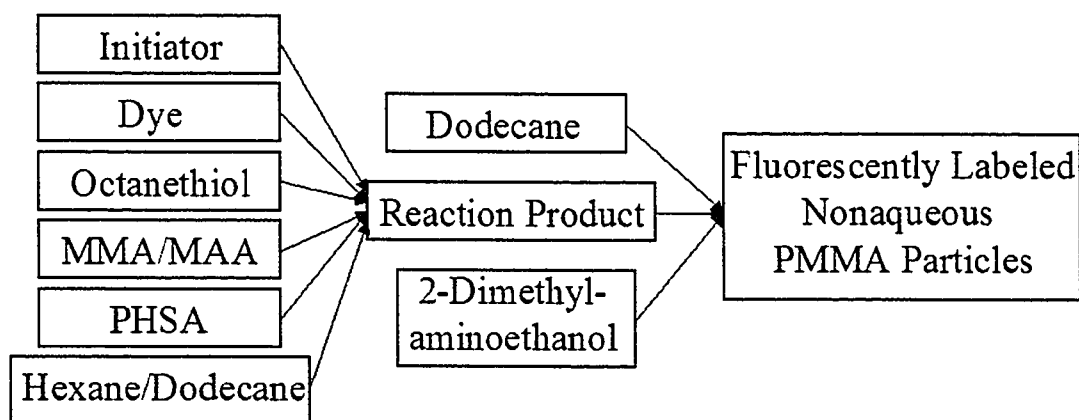 Initiator
Dye
Octanethiol
MMA/MAA
PHSA
Hexane/Dodecane
Dodecane
Reaction Product
2-Dimethyl-
aminoethanol
Fluorescently Labeled
Nonaqueous
PMMA Particles